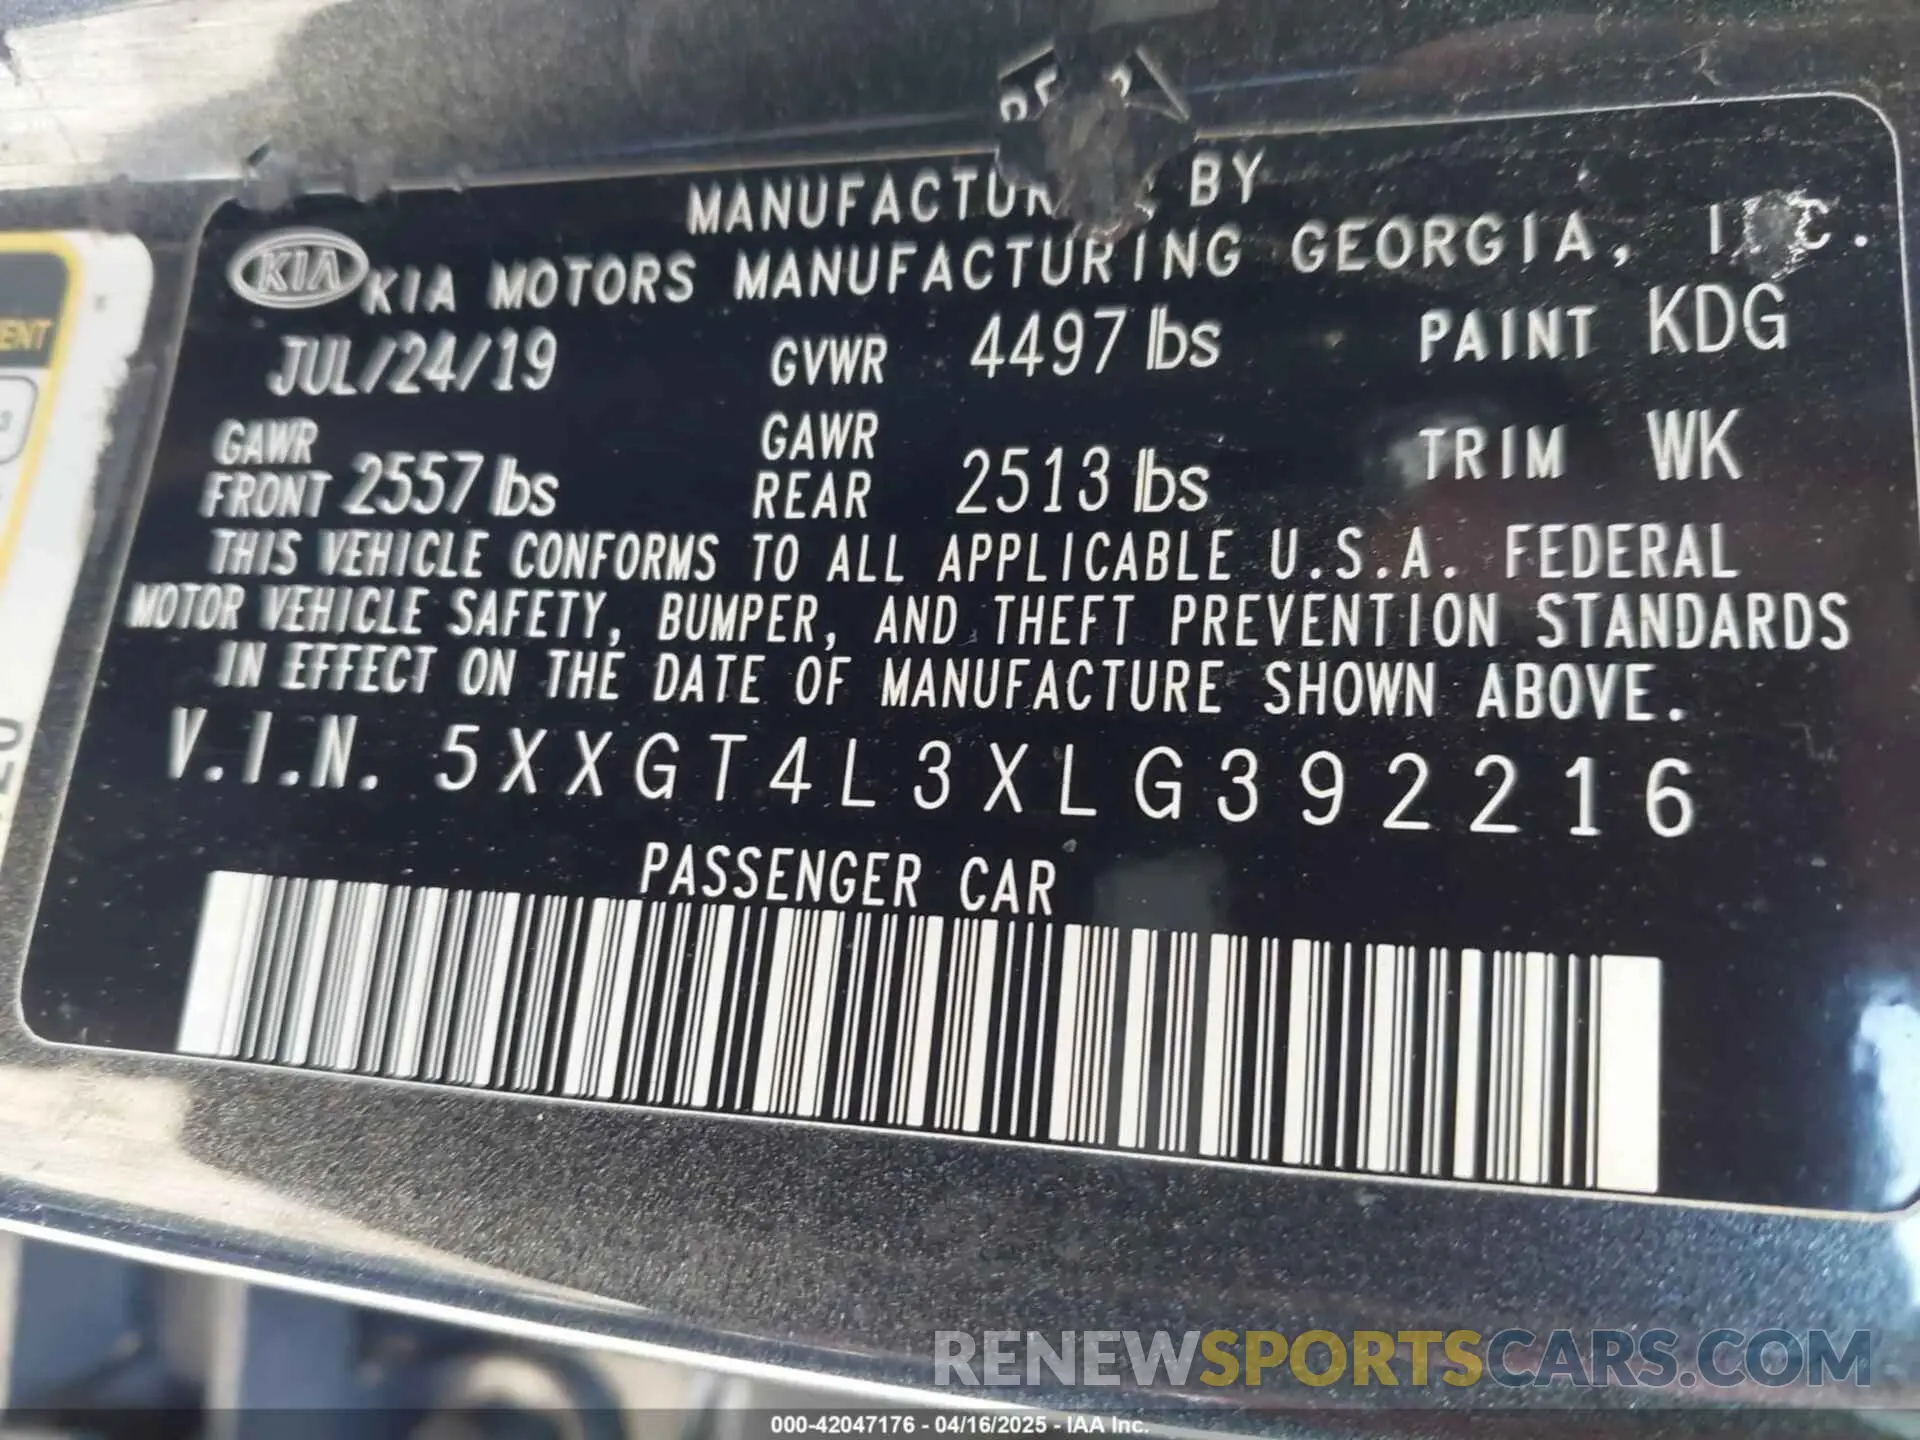 BY
KIA KIA MOTORS MANUFACTURING GEORGIA,
JUL/24/19 GVWR 4497 lbs PAINT KDG
GAWR FRONT 2557 lbs GAWR REAR 2513 lbs TRIM WK
THIS VEHICLE CONFORMS TO ALL APPLICABLE U.S.A. FEDERAL
MOTOR VEHICLE SAFETY, BUMPER, AND THEFT PREVENTION STANDARDS
IN EFFECT ON THE DATE OF MANUFACTURE SHOWN ABOVE.
V.I.N. 5XXGT4L3XLG392216
PASSENGER CAR
RENEWSPORTSCARS.COM
000-42047176 - 04/16/2025 - IAA Inc.